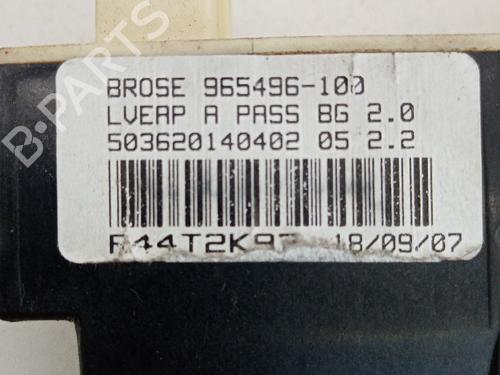 BROSE 965496-100
LVEAP A PASS BG 2.0
503620140402 05 2.2
18/09/07
B-PARTS